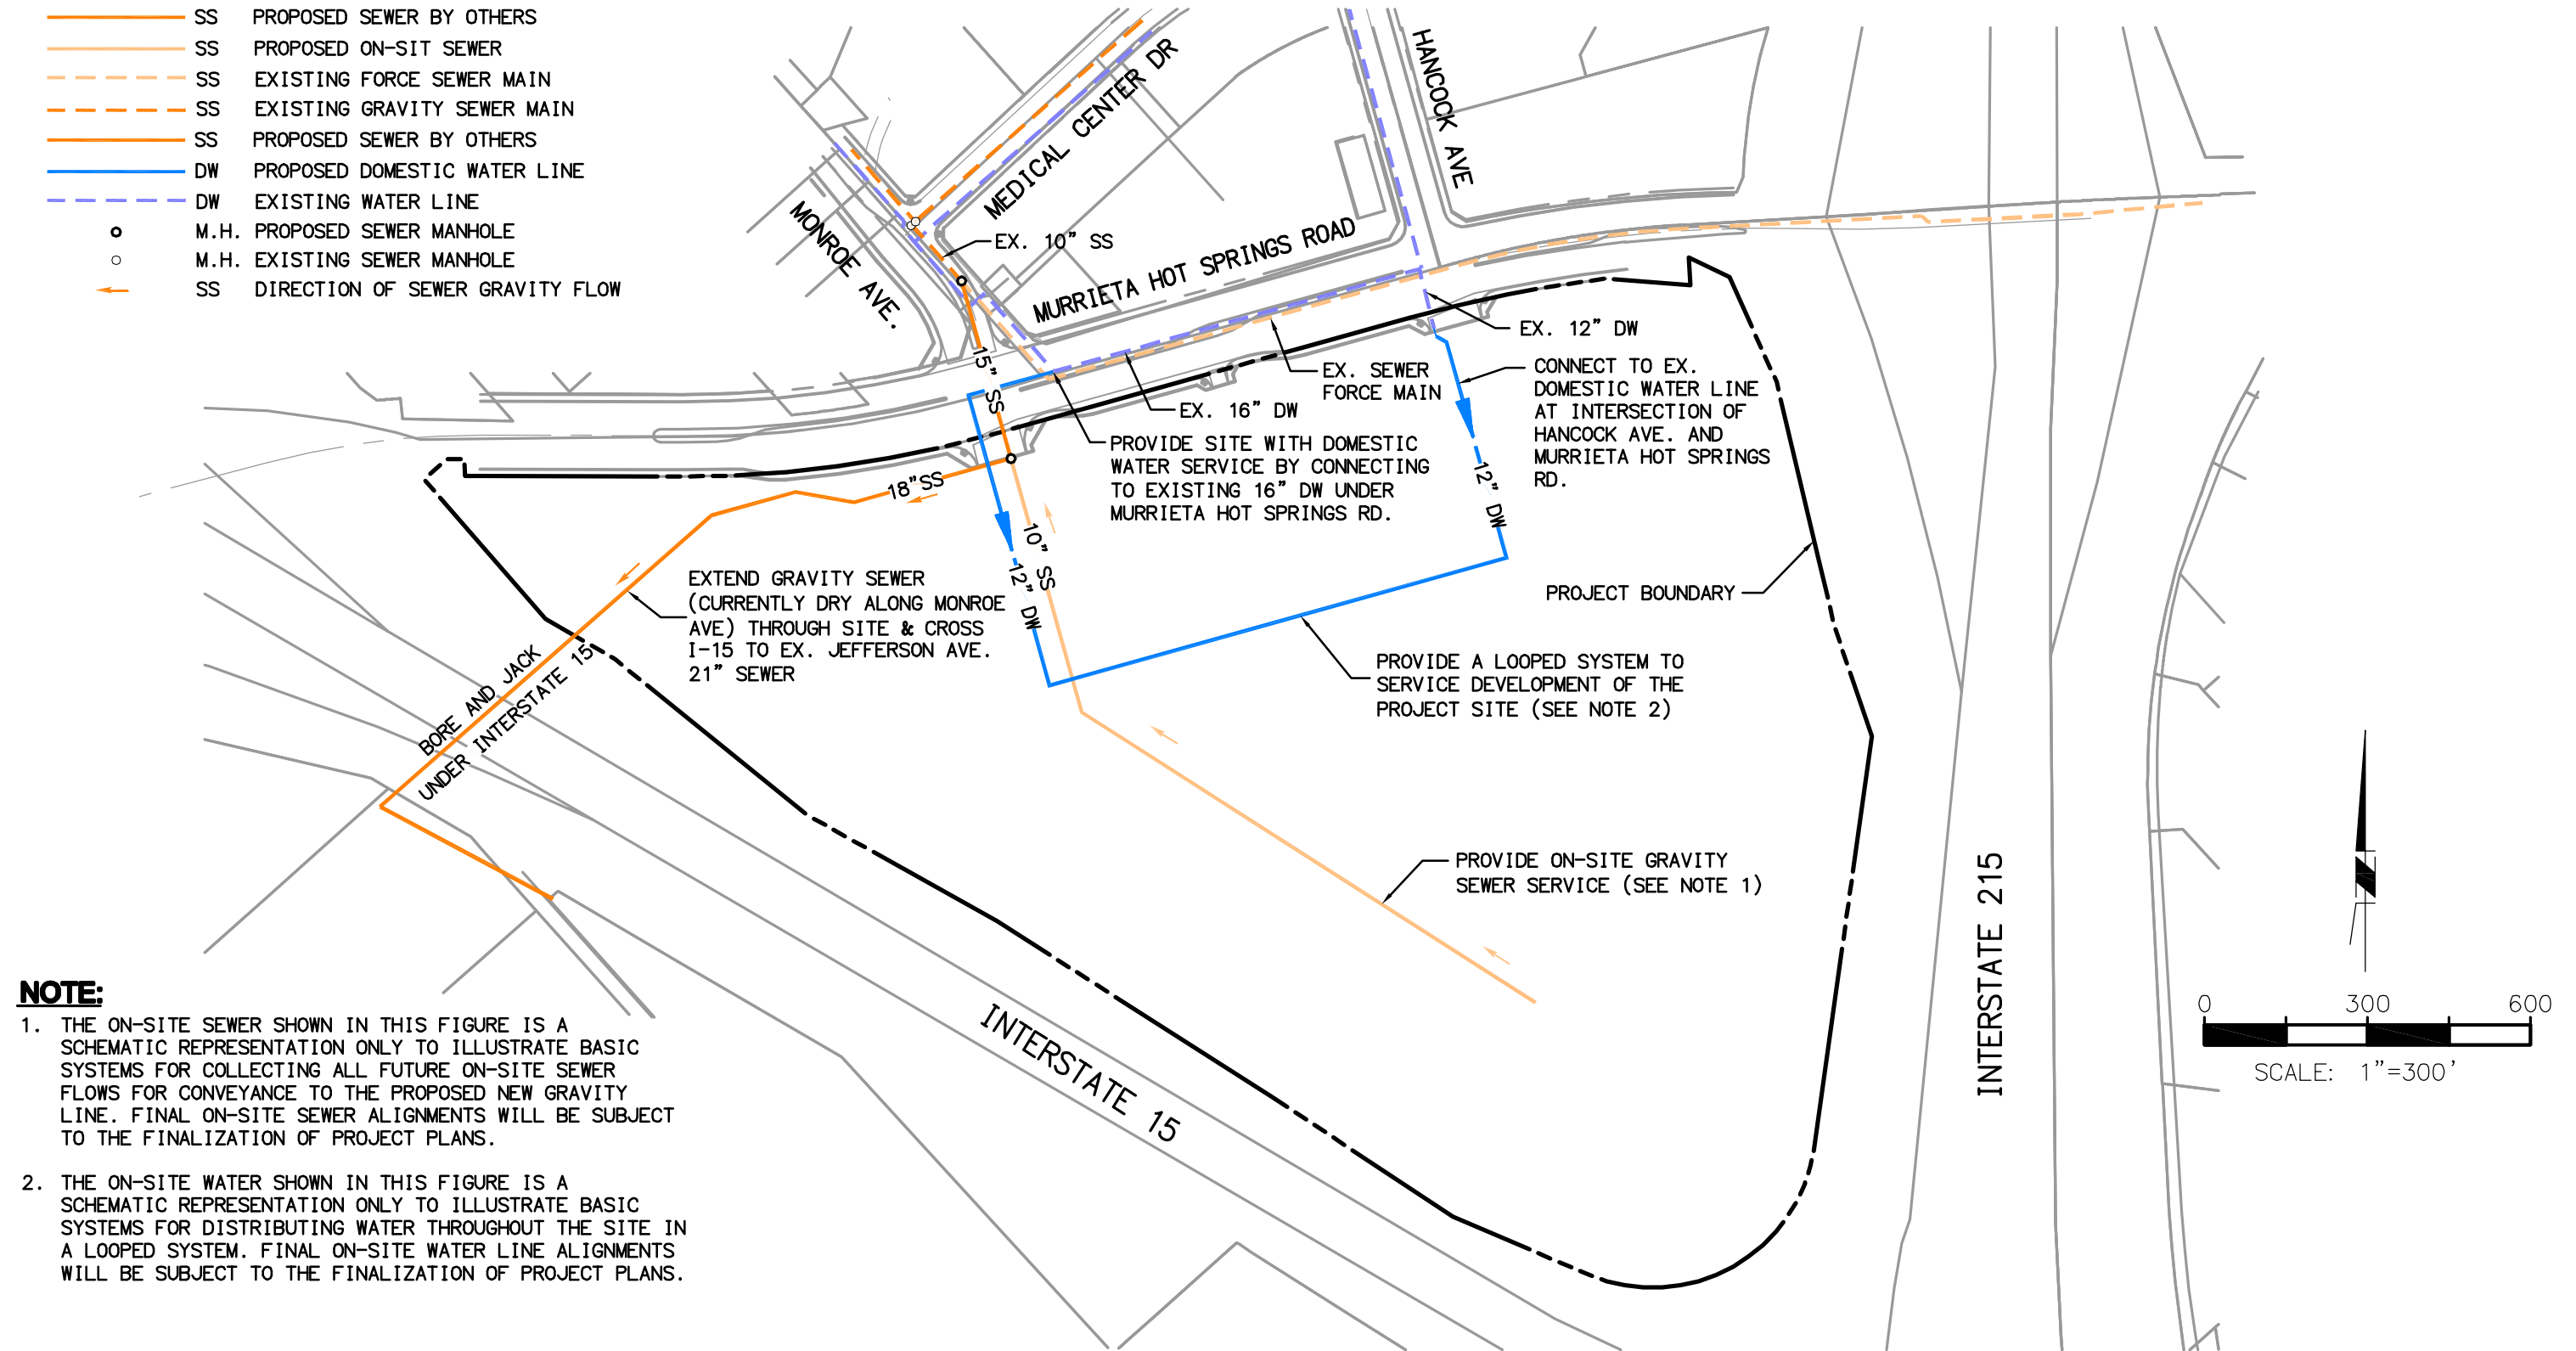 SS PROPOSED SEWER BY OTHERS
SS PROPOSED ON-SIT SEWER
SS EXISTING FORCE SEWER MAIN
SS EXISTING GRAVITY SEWER MAIN
SS PROPOSED SEWER BY OTHERS
DW PROPOSED DOMESTIC WATER LINE
DW EXISTING WATER LINE
M.H. PROPOSED SEWER MANHOLE
M.H. EXISTING SEWER MANHOLE
SS DIRECTION OF SEWER GRAVITY FLOW
MEDICAL CENTER DR
HANCOCK AVE
MONROE AVE.
EX. 10" SS
MURRIETA HOT SPRINGS ROAD
15" SS
EX. 12" DW
EX. SEWER
FORCE MAIN
EX. 16" DW
CONNECT TO EX.
DOMESTIC WATER LINE
AT INTERSECTION OF
HANCOCK AVE. AND
MURRIETA HOT SPRINGS
RD.
PROVIDE SITE WITH DOMESTIC
WATER SERVICE BY CONNECTING
TO EXISTING 16" DW UNDER
MURRIETA HOT SPRINGS RD.
18"SS
10" SS
12" DW
12" DW
EXTEND GRAVITY SEWER
(CURRENTLY DRY ALONG MONROE
AVE) THROUGH SITE & CROSS
I-15 TO EX. JEFFERSON AVE.
21" SEWER
PROJECT BOUNDARY
BORE AND JACK
UNDER INTERSTATE 15
PROVIDE A LOOPED SYSTEM TO
SERVICE DEVELOPMENT OF THE
PROJECT SITE (SEE NOTE 2)
PROVIDE ON-SITE GRAVITY
SEWER SERVICE (SEE NOTE 1)
INTERSTATE 15
INTERSTATE 215
N
0 300 600
SCALE: 1"=300'
NOTE:
1. THE ON-SITE SEWER SHOWN IN THIS FIGURE IS A
SCHEMATIC REPRESENTATION ONLY TO ILLUSTRATE BASIC
SYSTEMS FOR COLLECTING ALL FUTURE ON-SITE SEWER
FLOWS FOR CONVEYANCE TO THE PROPOSED NEW GRAVITY
LINE. FINAL ON-SITE SEWER ALIGNMENTS WILL BE SUBJECT
TO THE FINALIZATION OF PROJECT PLANS.
2. THE ON-SITE WATER SHOWN IN THIS FIGURE IS A
SCHEMATIC REPRESENTATION ONLY TO ILLUSTRATE BASIC
SYSTEMS FOR DISTRIBUTING WATER THROUGHOUT THE SITE IN
A LOOPED SYSTEM. FINAL ON-SITE WATER LINE ALIGNMENTS
WILL BE SUBJECT TO THE FINALIZATION OF PROJECT PLANS.